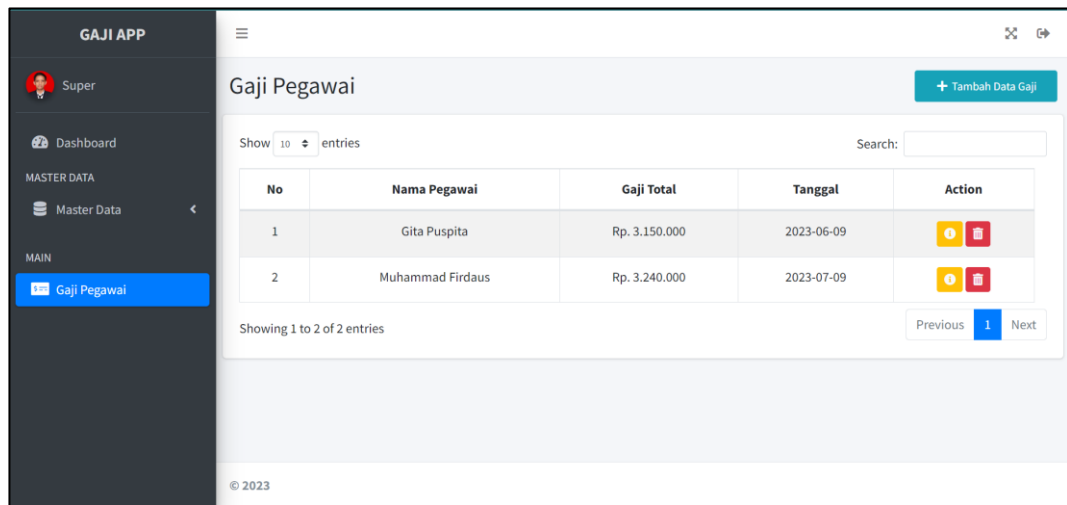 GAJI APP
Super
Dashboard
MASTER DATA
Master Data
MAIN
Gaji Pegawai
Gaji Pegawai
+ Tambah Data Gaji
Show 10 entries
Search:
No Nama Pegawai Gaji Total Tanggal Action
1 Gita Puspita Rp. 3.150.000 2023-06-09
2 Muhammad Firdaus Rp. 3.240.000 2023-07-09
Showing 1 to 2 of 2 entries
Previous 1 Next
© 2023